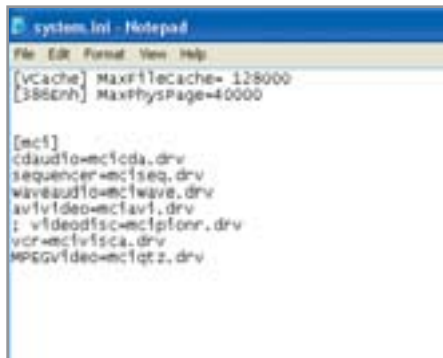 system.ini - Notepad
File Edit Format View Help
[vCache] MaxFileCache= 128000
[386Enh] MaxPhysPage=40000
[mci]
cdaudio=mcicda.drv
sequencer=mciseq.drv
waveaudio=mciwave.drv
avivideo=mciavi.drv
; videodisc=mcipionr.drv
vcr=mcivisca.drv
MPEGVideo=mciqtz.drv